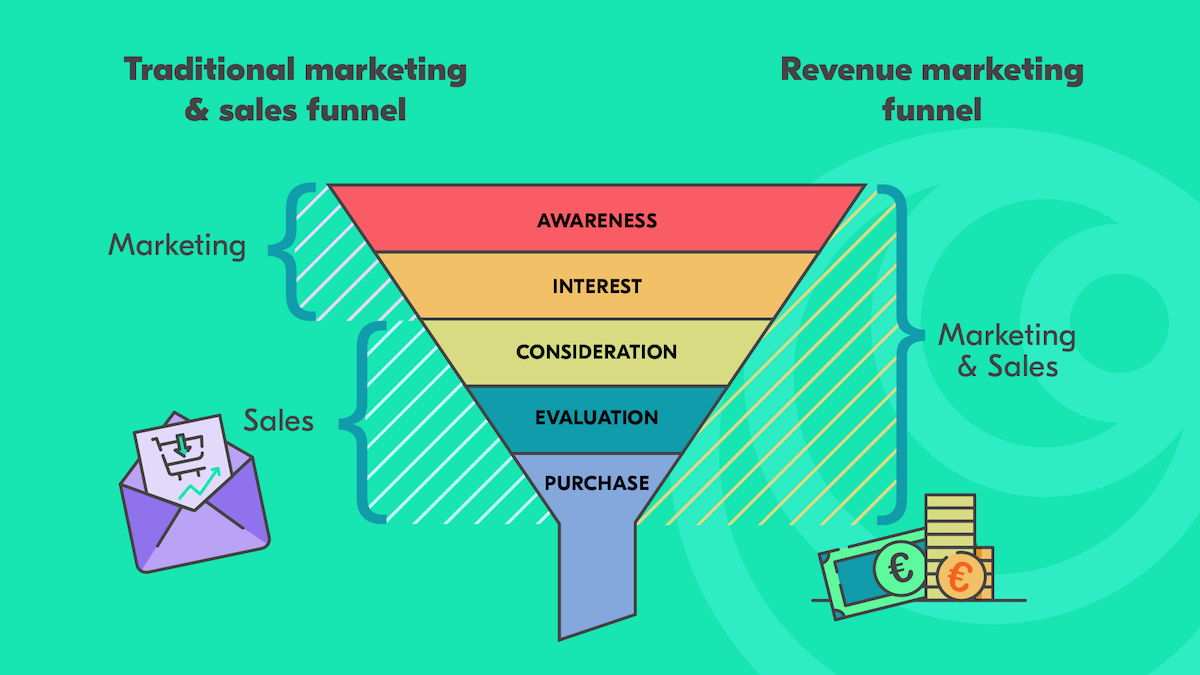 Traditional marketing
& sales funnel
Revenue marketing
funnel
Marketing
Sales
AWARENESS
INTEREST
CONSIDERATION
EVALUATION
PURCHASE
Marketing
& Sales
€
€